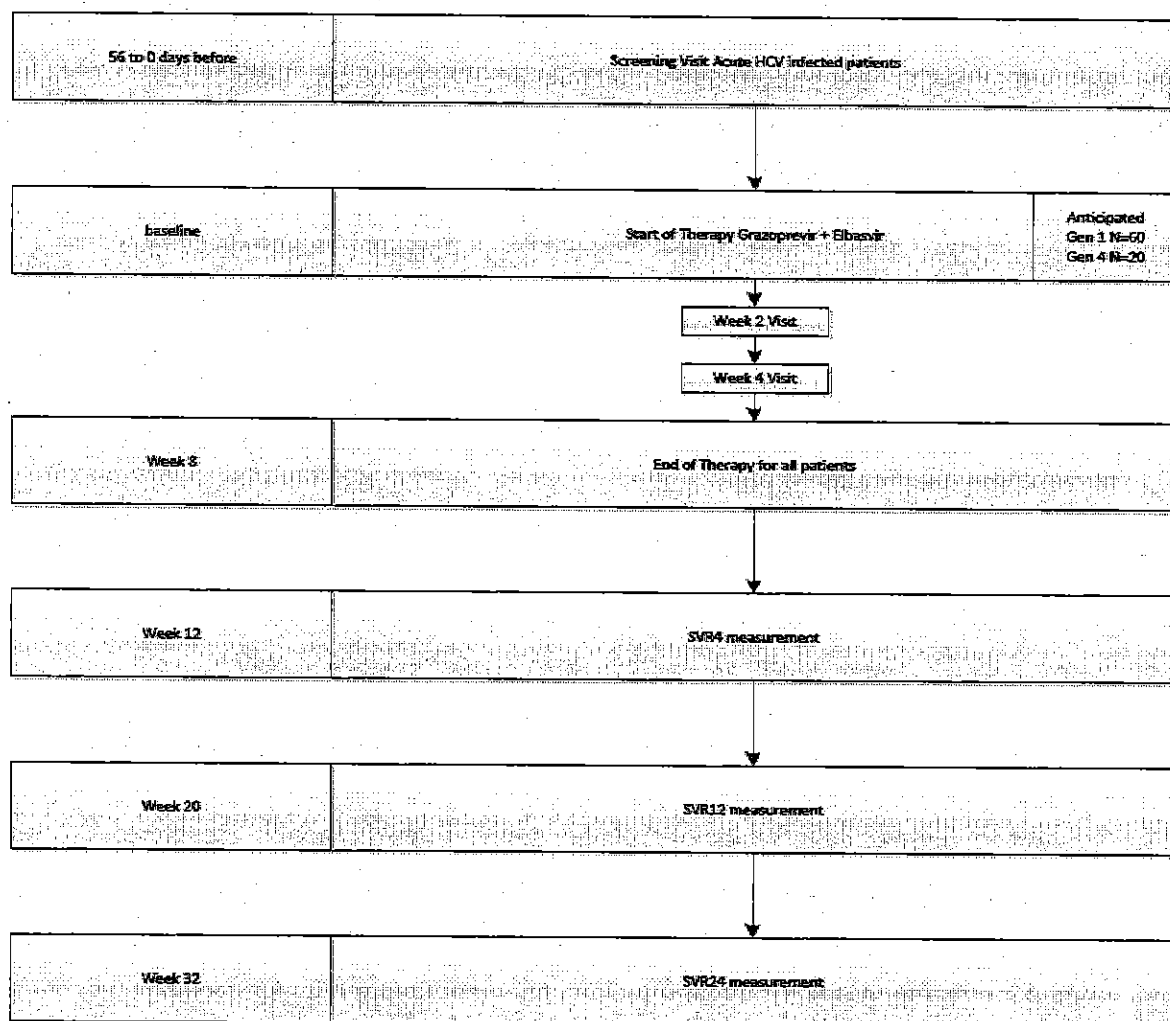 56 to 0 days before
Screening Visit Acute HCV infected patients
baseline
Start of Therapy Grazoprevir + Elbasvir
Anticipated
Gen 1 N=60
Gen 4 N=20
Week 2 Visit
Week 4 Visit
Week 8
End of Therapy for all patients
Week 12
SVR4 measurement
Week 20
SVR12 measurement
Week 32
SVR24 measurement